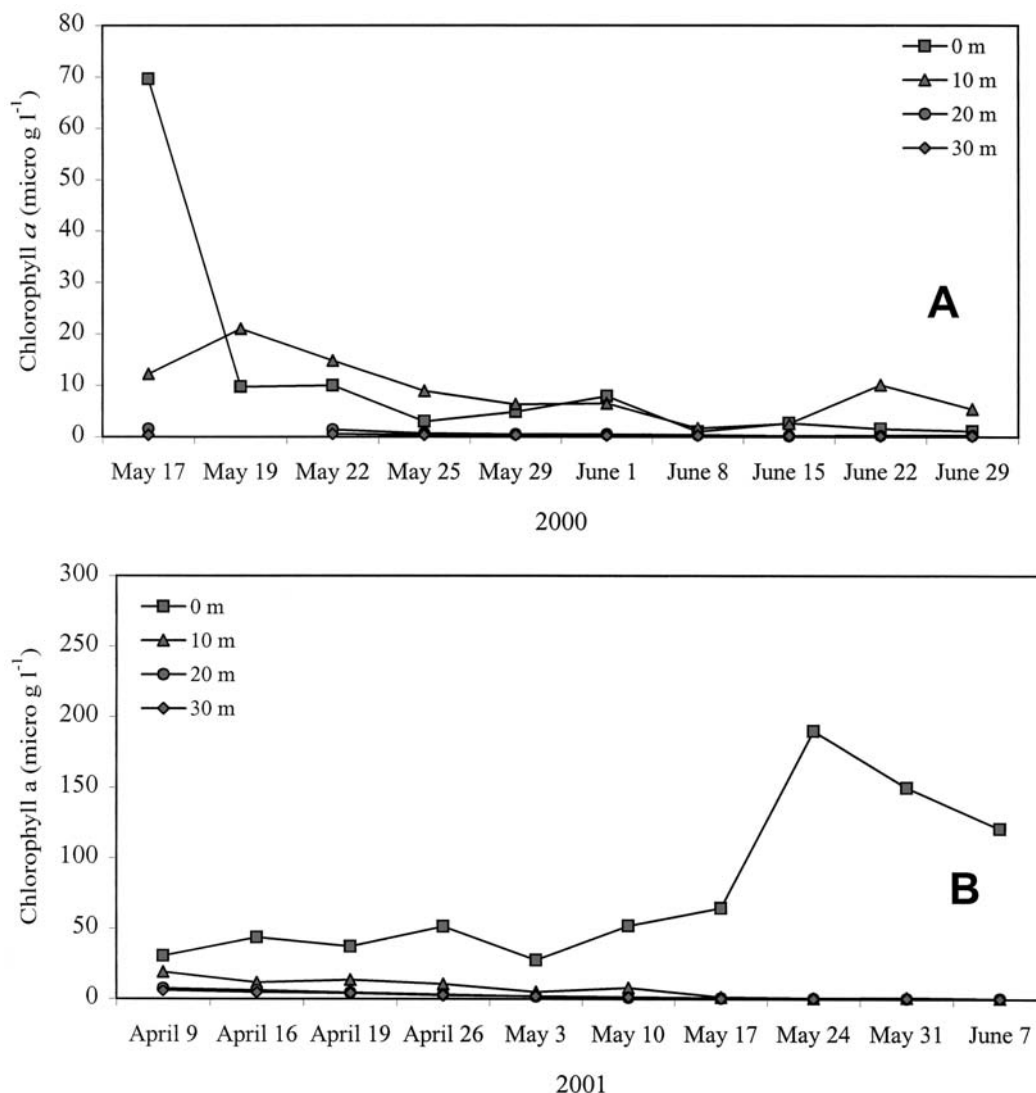 80
70
60
50
40
30
20
10
0
Chlorophyll a (micro g l⁻¹)
0 m
10 m
20 m
30 m
A
May 17 May 19 May 22 May 25 May 29 June 1 June 8 June 15 June 22 June 29
2000
300
250
200
150
100
50
0
Chlorophyll a (micro g l⁻¹)
0 m
10 m
20 m
30 m
B
April 9 April 16 April 19 April 26 May 3 May 10 May 17 May 24 May 31 June 7
2001